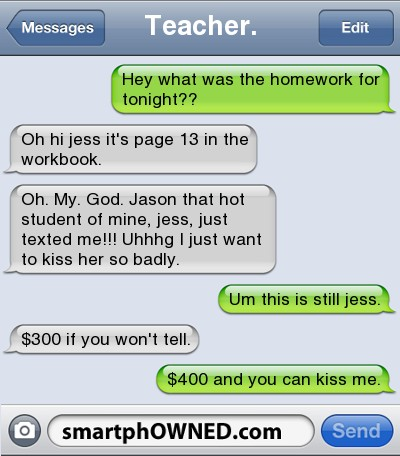 Messages
Teacher.
Edit
Hey what was the homework for
tonight??
Oh hi jess it's page 13 in the
workbook.
Oh. My. God. Jason that hot
student of mine, jess, just
texted me!!! Uhhhg I just want
to kiss her so badly.
Um this is still jess.
$300 if you won't tell.
$400 and you can kiss me.
smartphOWNED.com
Send